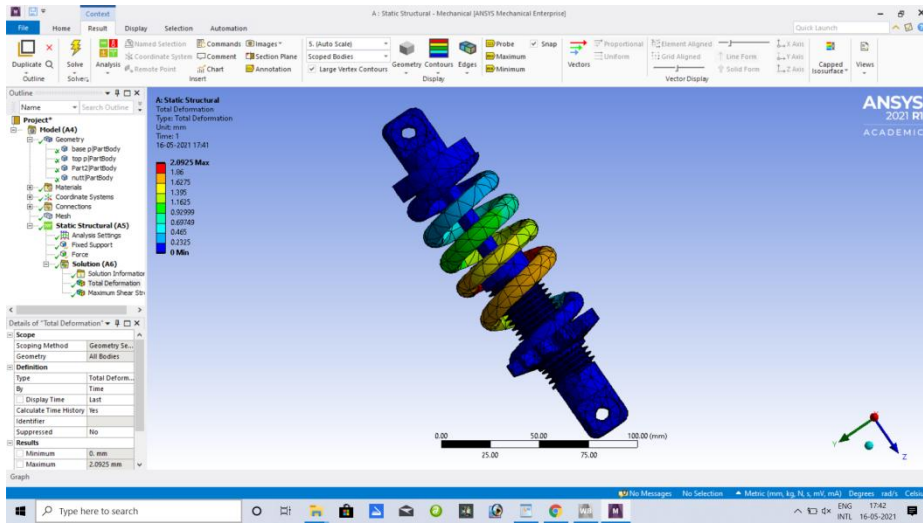 Context
A : Static Structural - Mechanical [ANSYS Mechanical Enterprise]
File Home Result Display Selection Automation
Quick Launch
Duplicate
Outline
Solve
Solver
Analysis
Named Selection
Coordinate System
Remote Point
Commands
Comment
Chart
Images
Section Plane
Annotation
Insert
5. (Auto Scale)
Scoped Bodies
Large Vertex Contours
Geometry Contours Edges
Display
Probe
Maximum
Minimum
Snap
Vectors
Proportional
Uniform
Element Aligned
Grid Aligned
Line Form
Solid Form
X Axis
Y Axis
Z Axis
Vector Display
Capped
Isosurface
Views
Outline
Name
Search Outline
Project*
Model (A4)
Geometry
base p|PartBody
top p|PartBody
Part2|PartBody
nutt|PartBody
Materials
Coordinate Systems
Connections
Mesh
Static Structural (A5)
Analysis Settings
Fixed Support
Force
Solution (A6)
Solution Information
Total Deformation
Maximum Shear Str
Details of "Total Deformation"
Scope
Scoping Method Geometry Se...
Geometry All Bodies
Definition
Type Total Deform...
By Time
Display Time Last
Calculate Time History Yes
Identifier
Suppressed No
Results
Minimum 0. mm
Maximum 2.0925 mm
Graph
A: Static Structural
Total Deformation
Type: Total Deformation
Unit: mm
Time: 1
16-05-2021 17:41
2.0925 Max
1.86
1.6275
1.395
1.1625
0.92999
0.69749
0.465
0.2325
0 Min
ANSYS
2021 R1
ACADEMIC
0.00 50.00 100.00 (mm)
25.00 75.00
Y
Z
No Messages No Selection Metric (mm, kg, N, s, mV, mA) Degrees rad/s Celsiu
Type here to search
ENG
INTL
17:42
16-05-2021